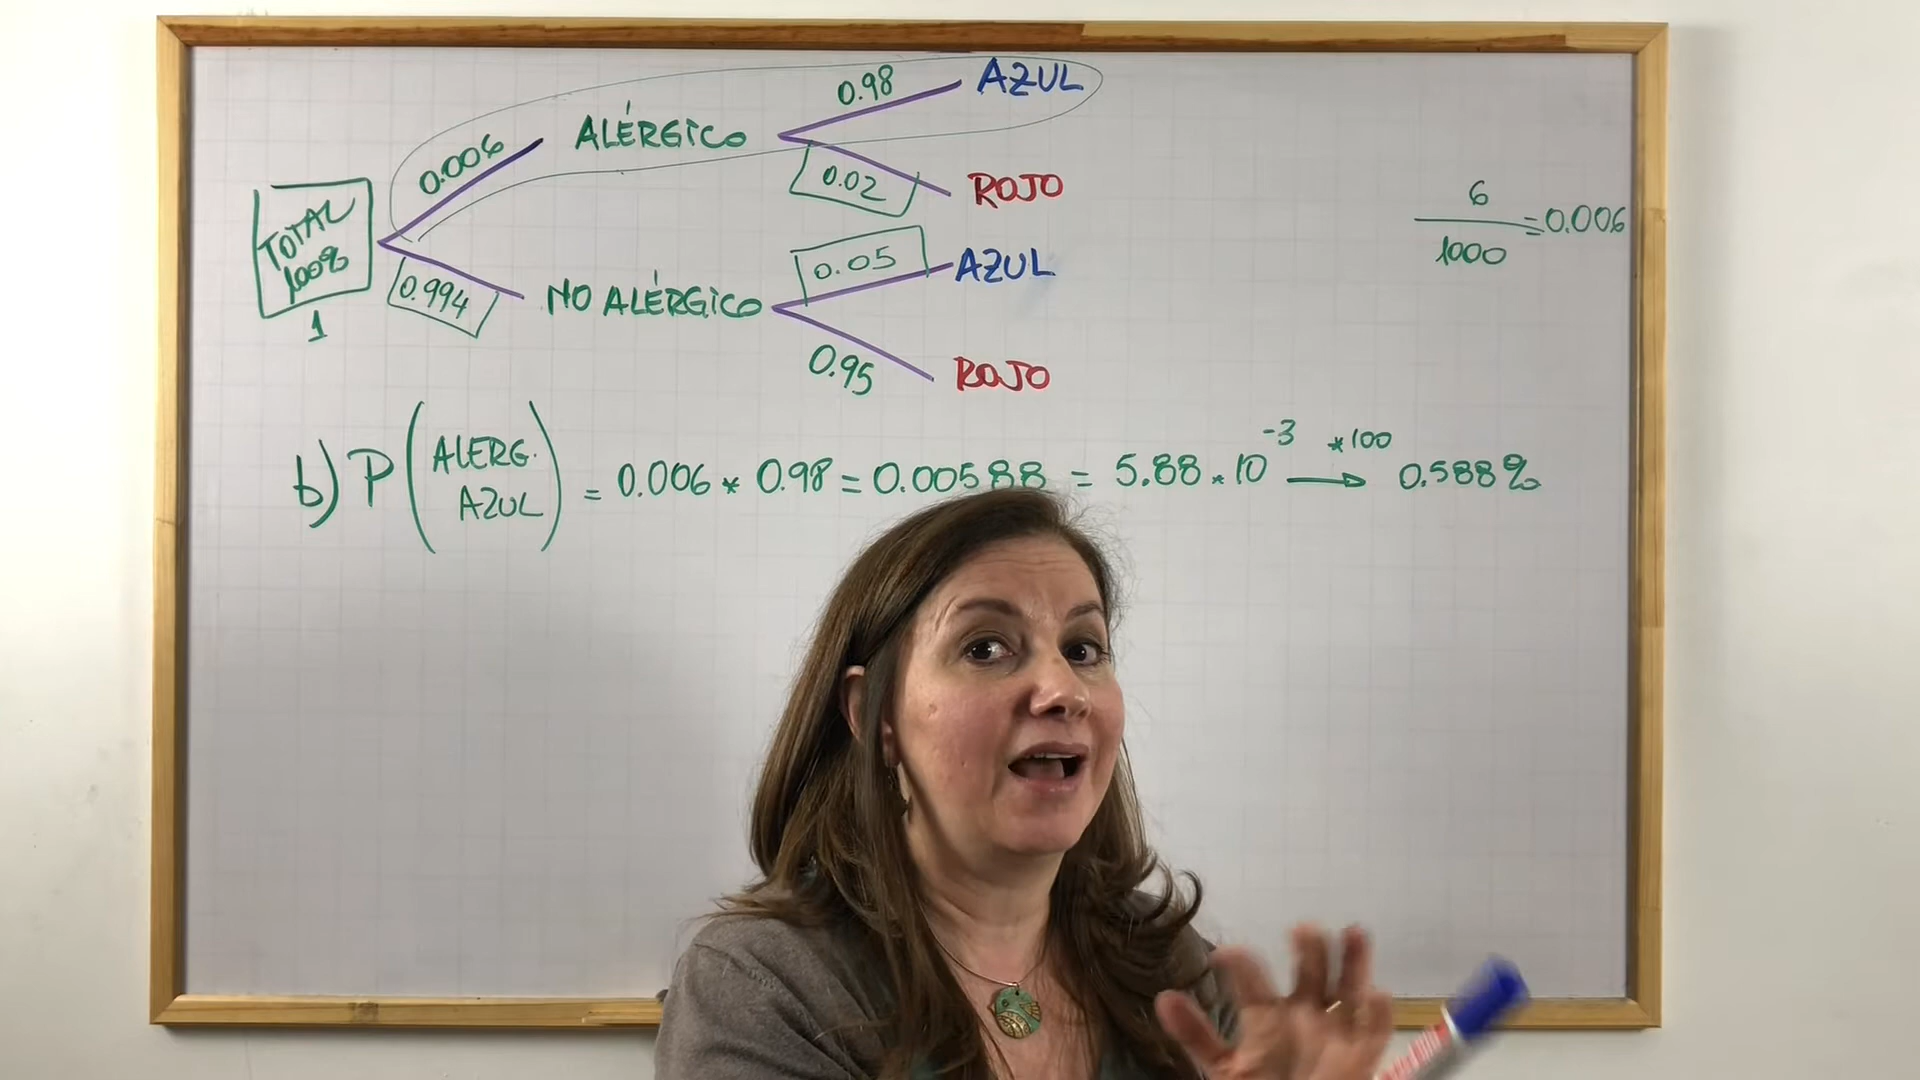 0.98 AZUL
0.006 ALÉRGICO
0.02 ROJO
TOTAL
100%
1
0.994 NO ALÉRGICO
0.05 AZUL
0.95 ROJO
6
1000
=0.006
b) P (ALERG. AZUL) = 0.006 * 0.98 = 0.00588 = 5.88 * 10^-3 *100 → 0.588%